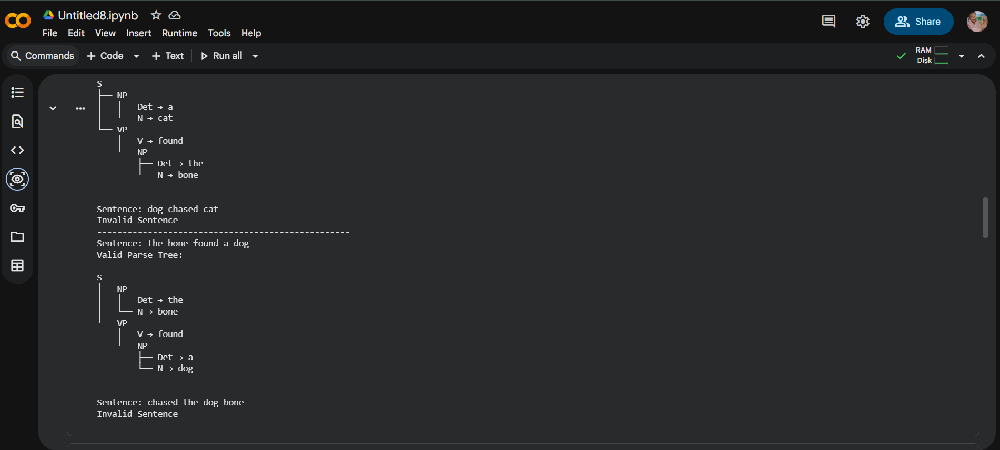 Untitled8.ipynb
File Edit View Insert Runtime Tools Help
Share
Commands + Code + Text Run all
RAM
Disk
S
├── NP
│   ├── Det → a
│   └── N → cat
└── VP
    ├── V → found
    └── NP
        ├── Det → the
        └── N → bone
--------------------------------------------------
Sentence: dog chased cat
Invalid Sentence
--------------------------------------------------
Sentence: the bone found a dog
Valid Parse Tree:
S
├── NP
│   ├── Det → the
│   └── N → bone
└── VP
    ├── V → found
    └── NP
        ├── Det → a
        └── N → dog
--------------------------------------------------
Sentence: chased the dog bone
Invalid Sentence
--------------------------------------------------